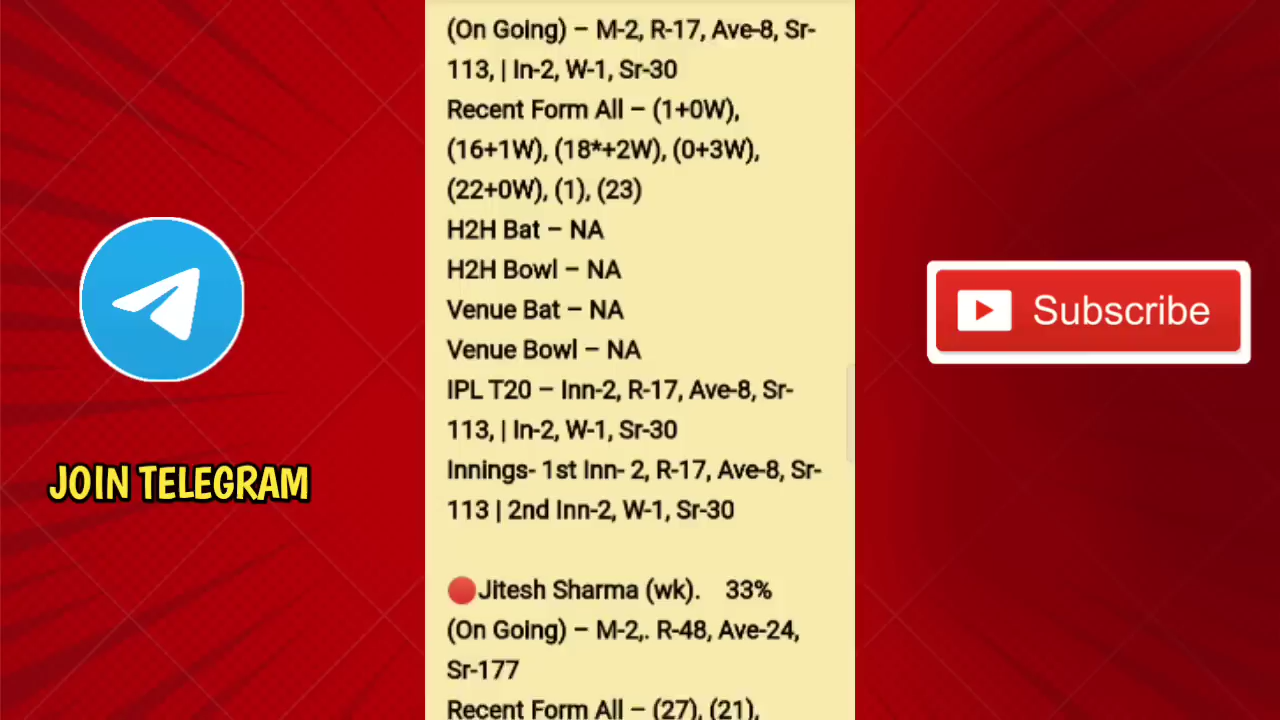 (On Going) – M-2, R-17, Ave-8, Sr-
113, | In-2, W-1, Sr-30
Recent Form All – (1+0W),
(16+1W), (18*+2W), (0+3W),
(22+0W), (1), (23)
H2H Bat – NA
H2H Bowl – NA
Venue Bat – NA
Venue Bowl – NA
IPL T20 – Inn-2, R-17, Ave-8, Sr-
113, | In-2, W-1, Sr-30
Innings- 1st Inn- 2, R-17, Ave-8, Sr-
113 | 2nd Inn-2, W-1, Sr-30
Jitesh Sharma (wk). 33%
(On Going) – M-2,. R-48, Ave-24,
Sr-177
Recent Form All – (27), (21),
JOIN TELEGRAM
Subscribe